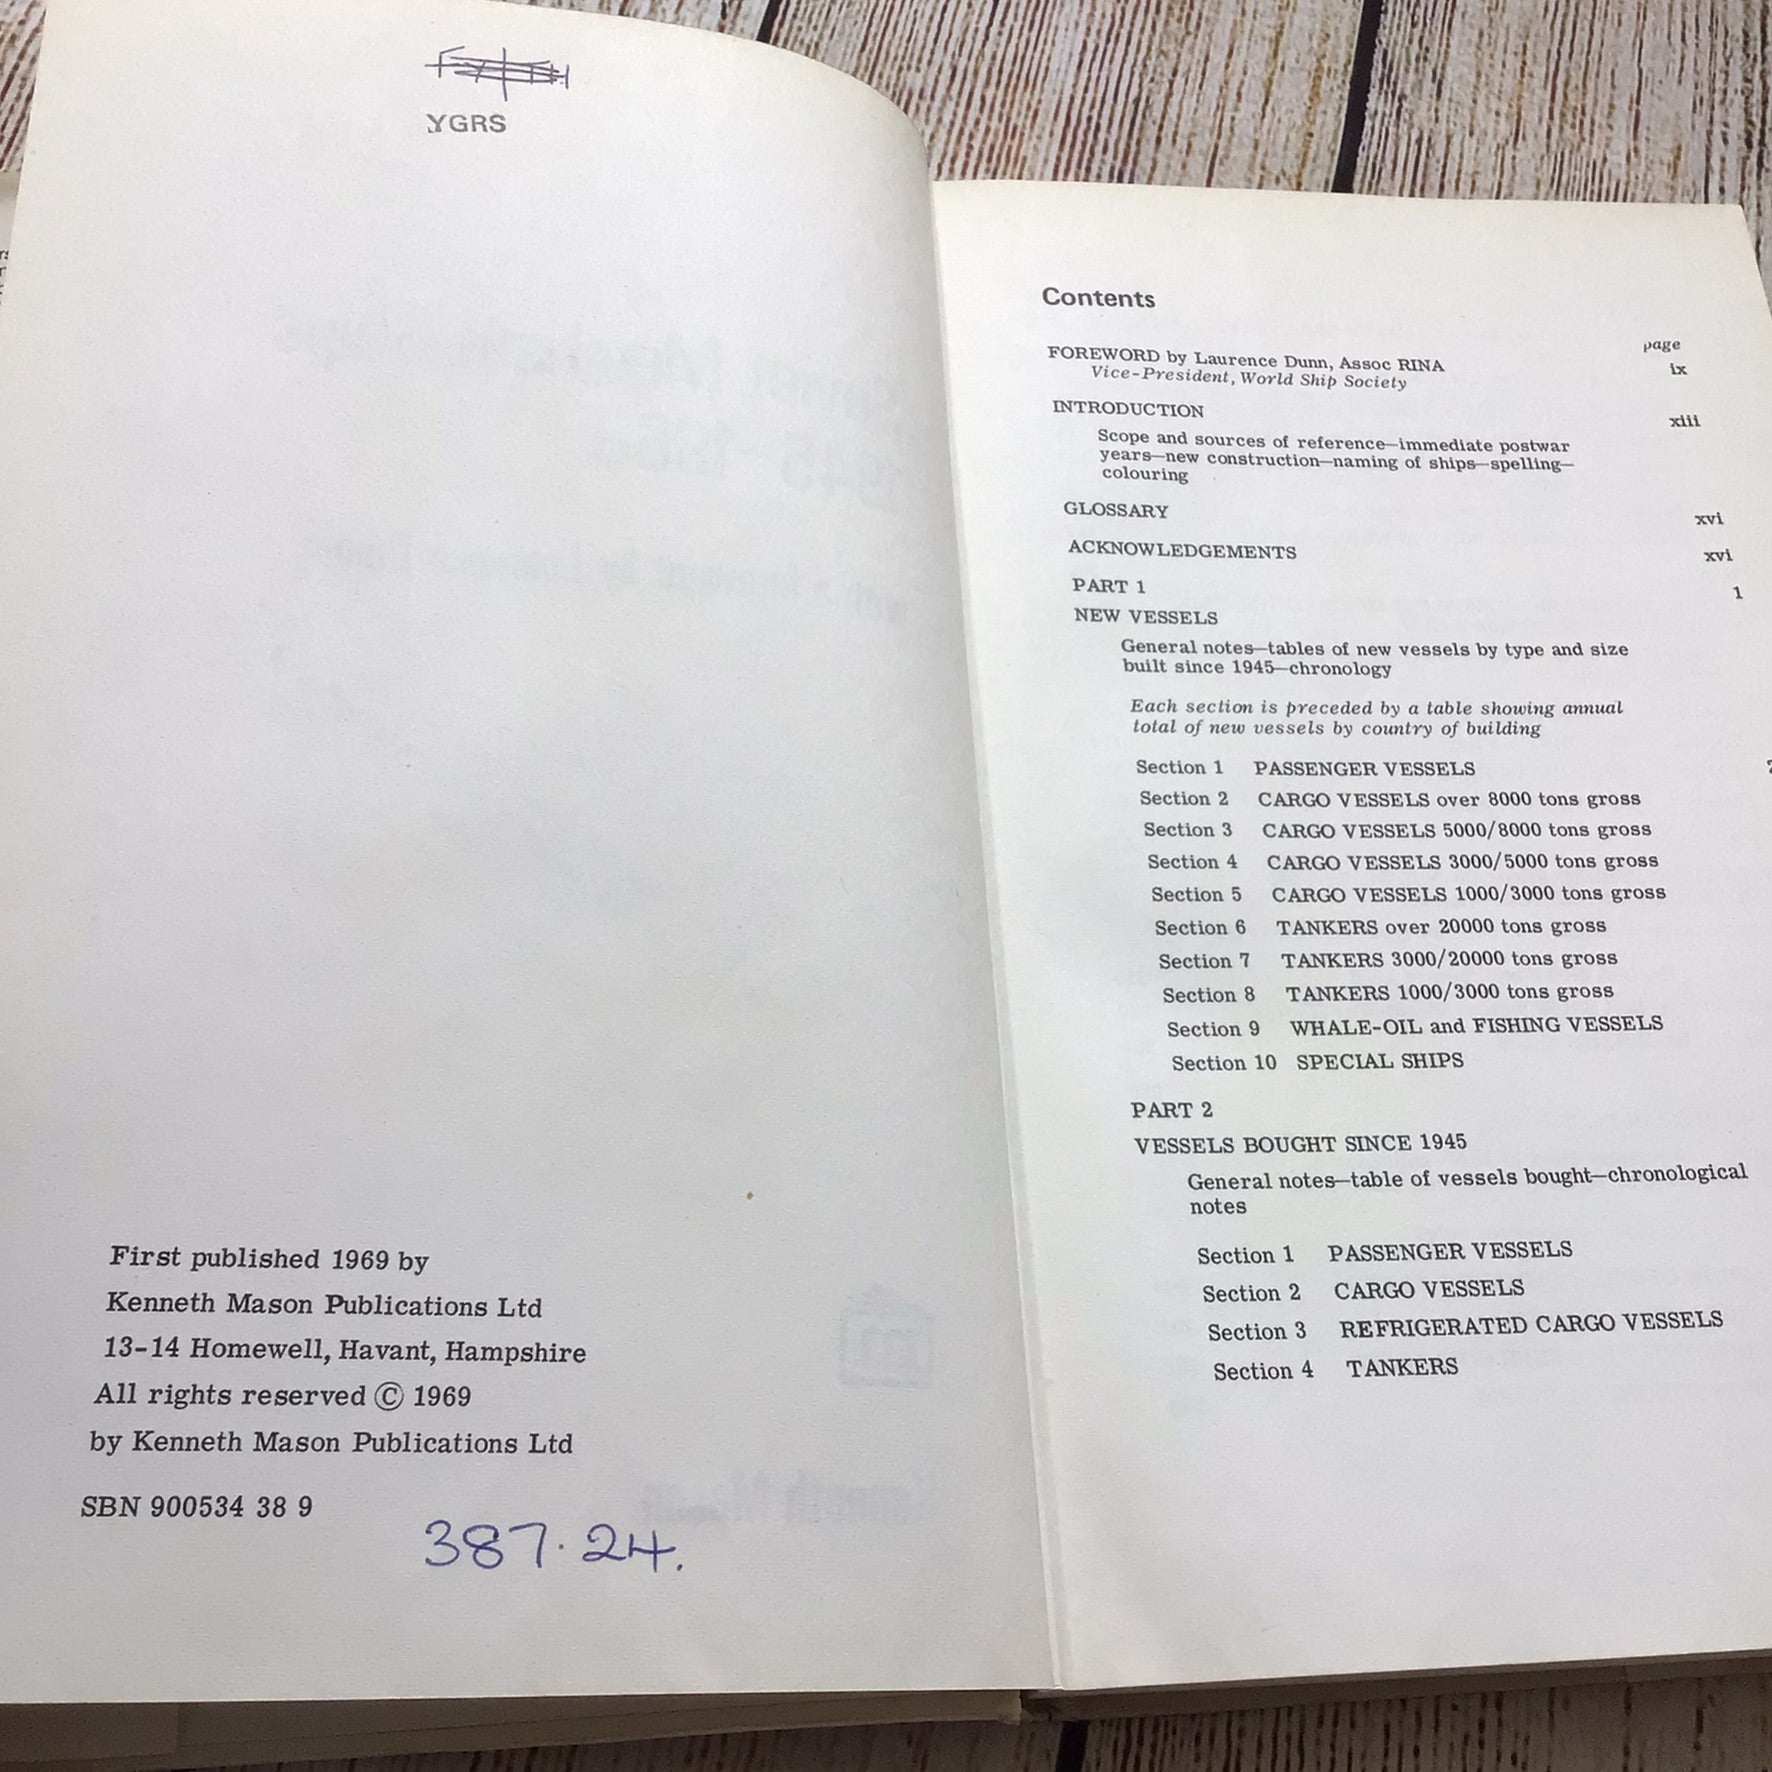 YGRS
First published 1969 by
Kenneth Mason Publications Ltd
13-14 Homewell, Havant, Hampshire
All rights reserved © 1969
by Kenneth Mason Publications Ltd
SBN 900534 38 9
387.24.
Contents
page
FOREWORD by Laurence Dunn, Assoc RINA ix
Vice-President, World Ship Society
INTRODUCTION xiii
Scope and sources of reference—immediate postwar
years—new construction—naming of ships—spelling—
colouring
GLOSSARY xvi
ACKNOWLEDGEMENTS xvi
PART 1 1
NEW VESSELS
General notes—tables of new vessels by type and size
built since 1945—chronology
Each section is preceded by a table showing annual
total of new vessels by country of building
Section 1 PASSENGER VESSELS
Section 2 CARGO VESSELS over 8000 tons gross
Section 3 CARGO VESSELS 5000/8000 tons gross
Section 4 CARGO VESSELS 3000/5000 tons gross
Section 5 CARGO VESSELS 1000/3000 tons gross
Section 6 TANKERS over 20000 tons gross
Section 7 TANKERS 3000/20000 tons gross
Section 8 TANKERS 1000/3000 tons gross
Section 9 WHALE-OIL and FISHING VESSELS
Section 10 SPECIAL SHIPS
PART 2
VESSELS BOUGHT SINCE 1945
General notes—table of vessels bought—chronological
notes
Section 1 PASSENGER VESSELS
Section 2 CARGO VESSELS
Section 3 REFRIGERATED CARGO VESSELS
Section 4 TANKERS